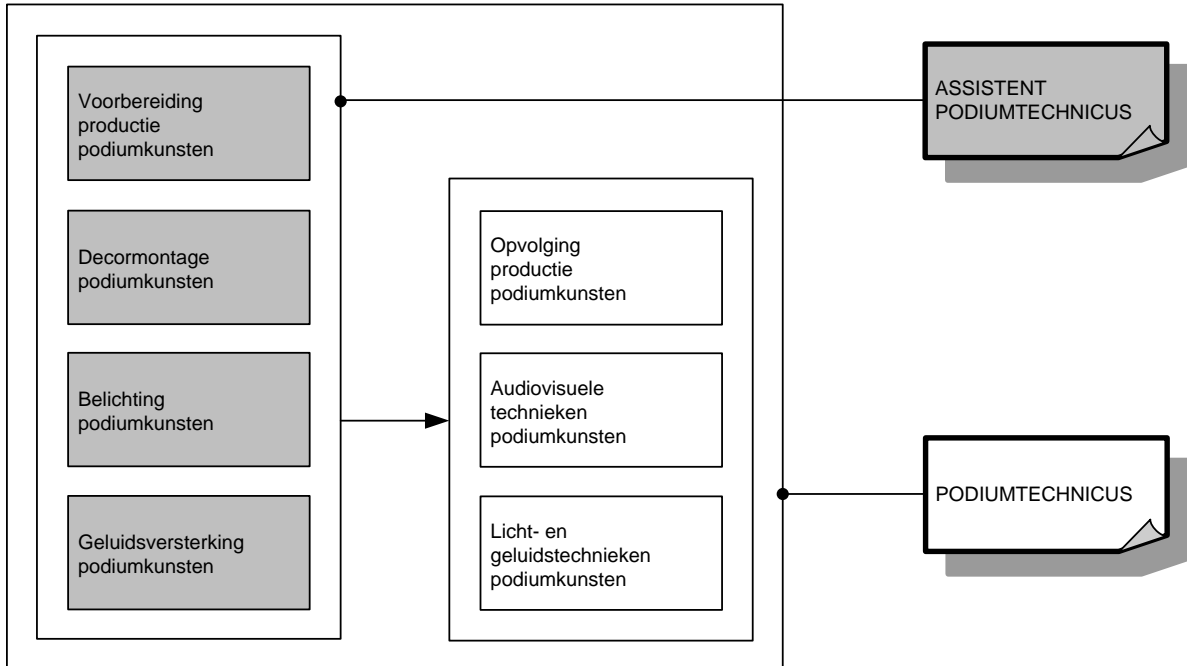 Voorbereiding
productie
podiumkunsten
Decormontage
podiumkunsten
Belichting
podiumkunsten
Geluidsversterking
podiumkunsten
Opvolging
productie
podiumkunsten
Audiovisuele
technieken
podiumkunsten
Licht- en
geluidstechnieken
podiumkunsten
ASSISTENT
PODIUMTECHNICUS
PODIUMTECHNICUS